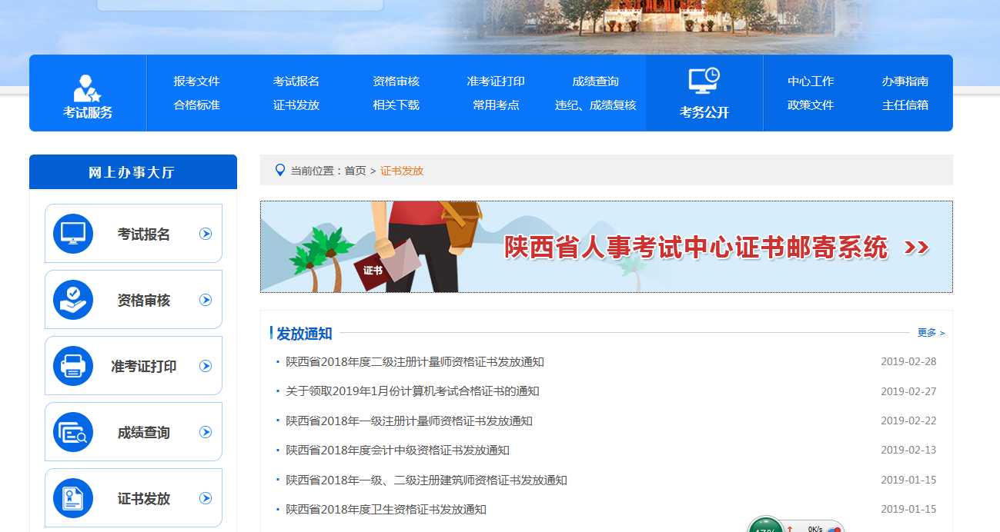 报考文件 考试报名 资格审核 准考证打印 成绩查询 中心工作 办事指南
考试服务 合格标准 证书发放 相关下载 常用考点 违纪、成绩复核 考务公开 政策文件 主任信箱
网上办事大厅
当前位置：首页 > 证书发放
考试报名
资格审核
准考证打印
成绩查询
证书发放
证书
陕西省人事考试中心证书邮寄系统 >>
发放通知 更多 >
陕西省2018年度二级注册计量师资格证书发放通知 2019-02-28
关于领取2019年1月份计算机考试合格证书的通知 2019-02-27
陕西省2018年一级注册计量师资格证书发放通知 2019-02-22
陕西省2018年度会计中级资格证书发放通知 2019-02-13
陕西省2018年一级、二级注册建筑师资格证书发放通知 2019-01-15
陕西省2018年度卫生资格证书发放通知 2019-01-15
0K/s